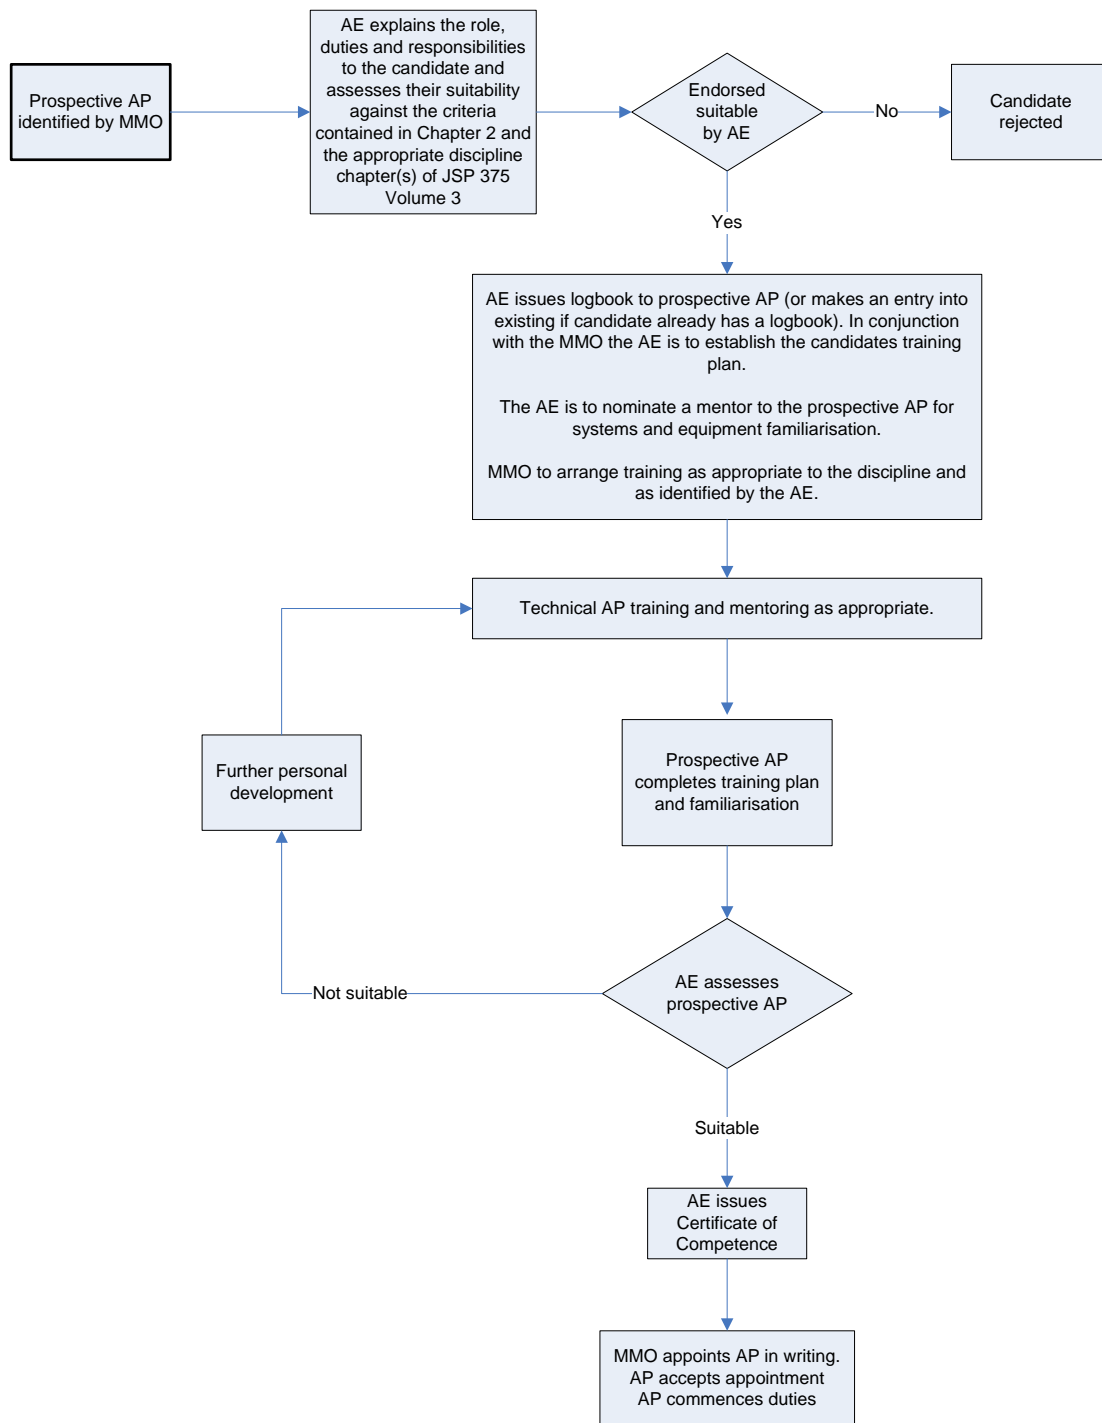 Prospective AP
identified by MMO
AE explains the role,
duties and responsibilities
to the candidate and
assesses their suitability
against the criteria
contained in Chapter 2 and
the appropriate discipline
chapter(s) of JSP 375
Volume 3
Endorsed
suitable
by AE
No
Candidate
rejected
Yes
AE issues logbook to prospective AP (or makes an entry into
existing if candidate already has a logbook). In conjunction
with the MMO the AE is to establish the candidates training
plan.
The AE is to nominate a mentor to the prospective AP for
systems and equipment familiarisation.
MMO to arrange training as appropriate to the discipline and
as identified by the AE.
Technical AP training and mentoring as appropriate.
Further personal
development
Prospective AP
completes training plan
and familiarisation
Not suitable
AE assesses
prospective AP
Suitable
AE issues
Certificate of
Competence
MMO appoints AP in writing.
AP accepts appointment
AP commences duties